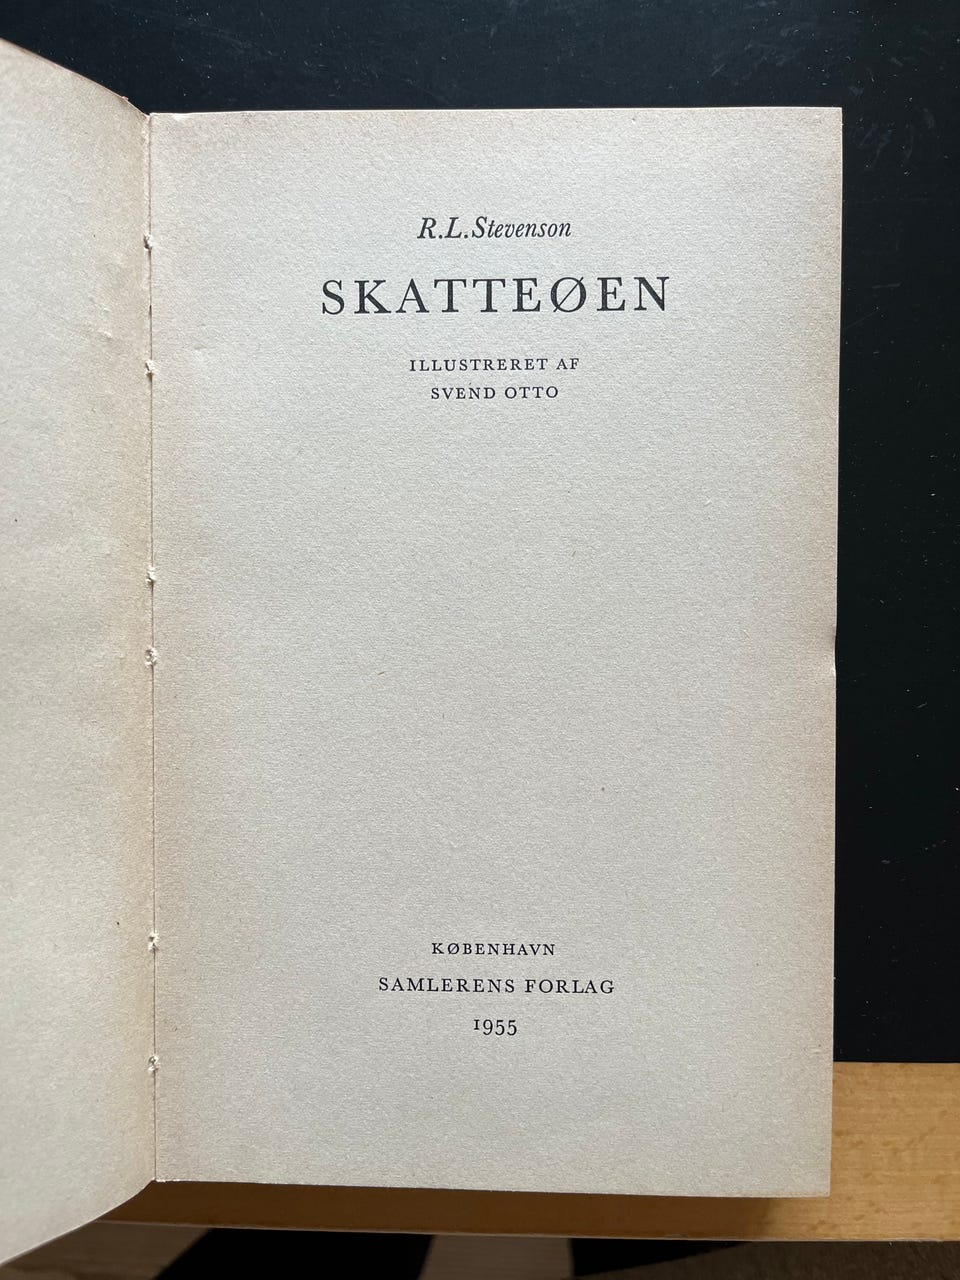 R.L. Stevenson
SKATTEØEN
ILLUSTRERET AF
SVEND OTTO
KØBENHAVN
SAMLERENS FORLAG
1955